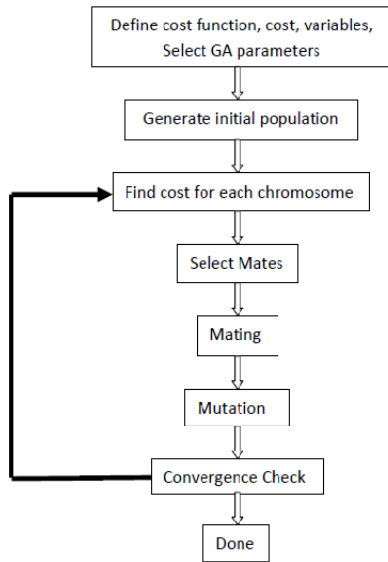 Define cost function, cost, variables,
Select GA parameters
Generate initial population
Find cost for each chromosome
Select Mates
Mating
Mutation
Convergence Check
Done